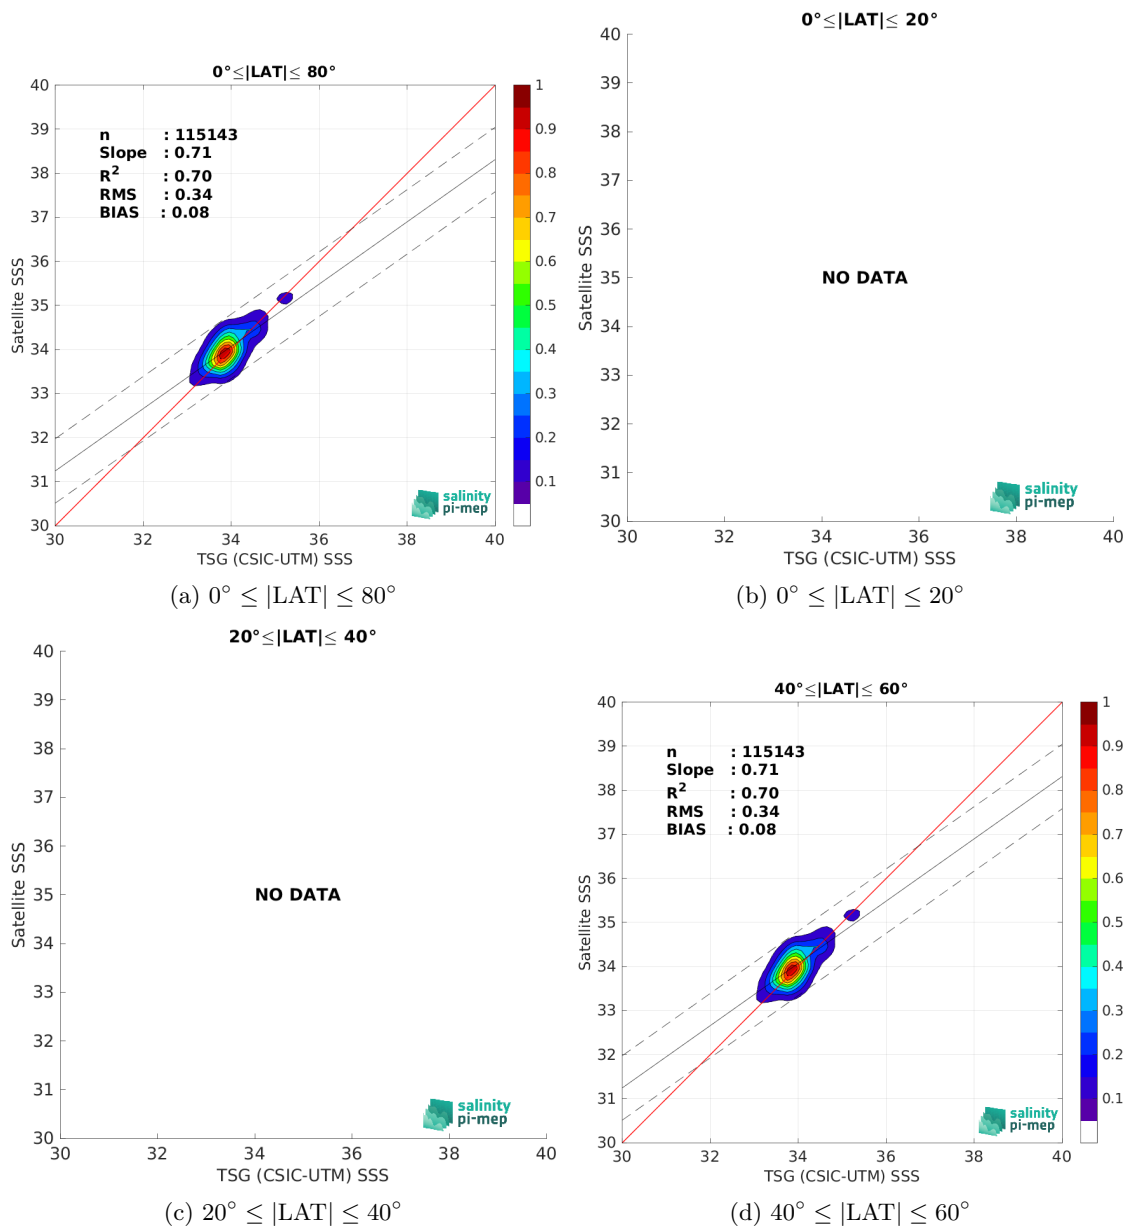 0°≤|LAT|≤ 80°
40
39
38
37
36
35
34
33
32
31
30
Satellite SSS
n : 115143
Slope : 0.71
R² : 0.70
RMS : 0.34
BIAS : 0.08
1
0.9
0.8
0.7
0.6
0.5
0.4
0.3
0.2
0.1
salinity
pi-mep
30 32 34 36 38 40
TSG (CSIC-UTM) SSS
(a) 0° ≤ |LAT| ≤ 80°
0°≤|LAT|≤ 20°
40
39
38
37
36
35
34
33
32
31
30
Satellite SSS
NO DATA
salinity
pi-mep
30 32 34 36 38 40
TSG (CSIC-UTM) SSS
(b) 0° ≤ |LAT| ≤ 20°
20°≤|LAT|≤ 40°
40
39
38
37
36
35
34
33
32
31
30
Satellite SSS
NO DATA
salinity
pi-mep
30 32 34 36 38 40
TSG (CSIC-UTM) SSS
(c) 20° ≤ |LAT| ≤ 40°
40°≤|LAT|≤ 60°
40
39
38
37
36
35
34
33
32
31
30
Satellite SSS
n : 115143
Slope : 0.71
R² : 0.70
RMS : 0.34
BIAS : 0.08
1
0.9
0.8
0.7
0.6
0.5
0.4
0.3
0.2
0.1
salinity
pi-mep
30 32 34 36 38 40
TSG (CSIC-UTM) SSS
(d) 40° ≤ |LAT| ≤ 60°